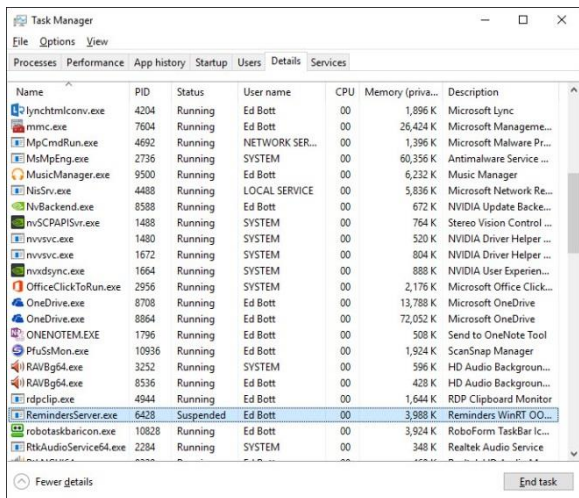 Task Manager
File Options View
Processes Performance App history Startup Users Details Services
Name PID Status User name CPU Memory (priva... Description
lynchtmlconv.exe 4204 Running Ed Bott 00 1,896 K Microsoft Lync
mmc.exe 7604 Running Ed Bott 00 26,424 K Microsoft Manageme...
MpCmdRun.exe 4692 Running NETWORK SER... 00 1,396 K Microsoft Malware Pr...
MsMpEng.exe 2736 Running SYSTEM 00 60,356 K Antimalware Service ...
MusicManager.exe 9500 Running Ed Bott 00 6,232 K Music Manager
NisSrv.exe 4488 Running LOCAL SERVICE 00 5,836 K Microsoft Network Re...
NvBackend.exe 8588 Running Ed Bott 00 672 K NVIDIA Update Backe...
nvSCPAPISvr.exe 1488 Running SYSTEM 00 764 K Stereo Vision Control ...
nvvsvc.exe 1480 Running SYSTEM 00 520 K NVIDIA Driver Helper ...
nvvsvc.exe 1672 Running SYSTEM 00 804 K NVIDIA Driver Helper ...
nvxdsync.exe 1664 Running SYSTEM 00 888 K NVIDIA User Experien...
OfficeClickToRun.exe 2956 Running SYSTEM 00 2,176 K Microsoft Office Click...
OneDrive.exe 8708 Running Ed Bott 00 13,788 K Microsoft OneDrive
OneDrive.exe 8864 Running Ed Bott 00 72,052 K Microsoft OneDrive
ONENOTEM.EXE 1796 Running Ed Bott 00 508 K Send to OneNote Tool
PfuSsMon.exe 10936 Running Ed Bott 00 1,924 K ScanSnap Manager
RAVBg64.exe 3252 Running SYSTEM 00 596 K HD Audio Backgroun...
RAVBg64.exe 8536 Running Ed Bott 00 428 K HD Audio Backgroun...
rdpclip.exe 4944 Running Ed Bott 00 1,644 K RDP Clipboard Monitor
RemindersServer.exe 6428 Suspended Ed Bott 00 3,988 K Reminders WinRT OO...
robotaskbaricon.exe 10828 Running Ed Bott 00 3,924 K RoboForm TaskBar Ic...
RtkAudioService64.exe 2284 Running SYSTEM 00 348 K Realtek Audio Service
Fewer details End task